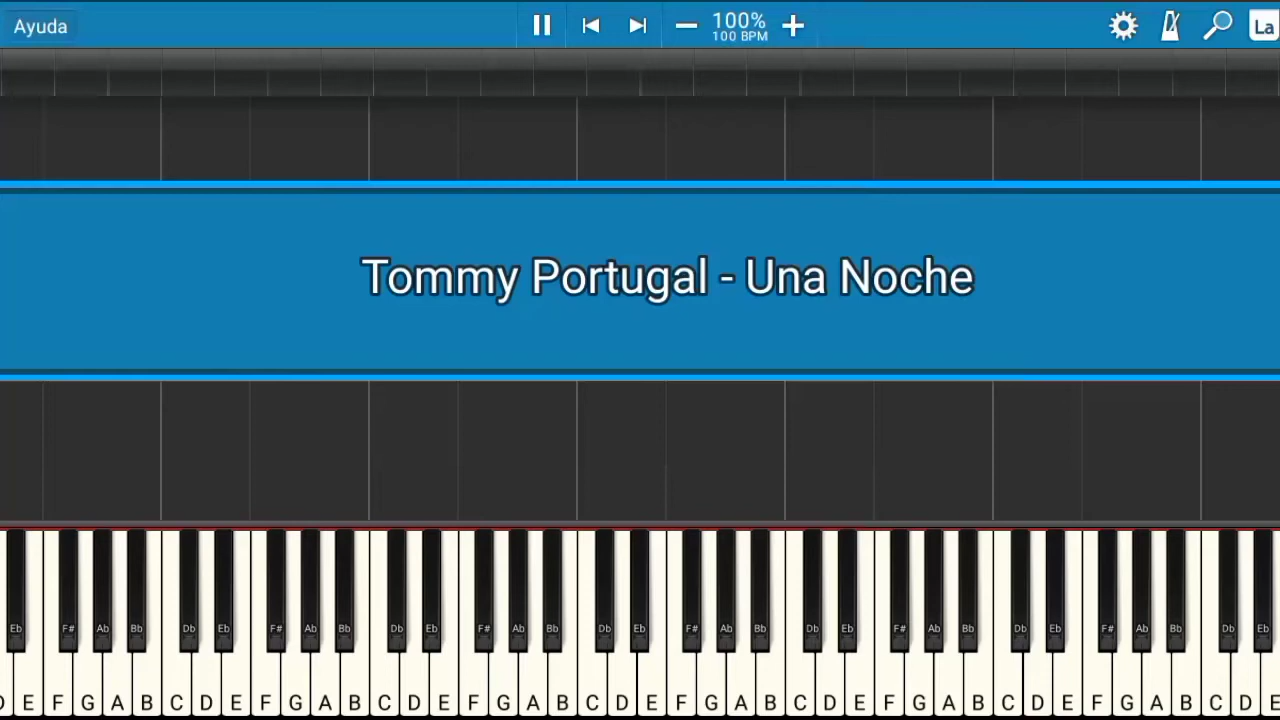 Ayuda
100%
100 BPM
La
Tommy Portugal - Una Noche
Eb F# Ab Bb Db Eb F# Ab Bb Db Eb F# Ab Bb Db Eb F# Ab Bb Db Eb F# Ab Bb Db Eb F# Ab Bb Db Eb
D E F G A B C D E F G A B C D E F G A B C D E F G A B C D E F G A B C D E F G A B C D E